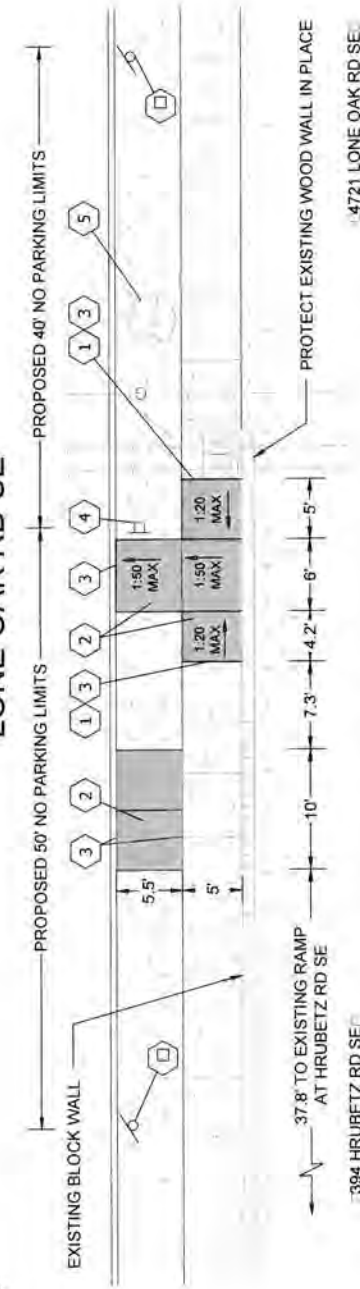 LONE OAK RD SE
PROPOSED 50' NO PARKING LIMITS
PROPOSED 40' NO PARKING LIMITS
EXISTING BLOCK WALL
3
2
1
3
2
3
4
1
3
5
5.5'
5'
1:50
MAX
1:20
MAX
1:50
MAX
1:20
MAX
37.8' TO EXISTING RAMP
AT HRUBETZ RD SE
10'
7.3'
4.2'
6'
5'
PROTECT EXISTING WOOD WALL IN PLACE
394 HRUBETZ RD SE
4721 LONE OAK RD SE